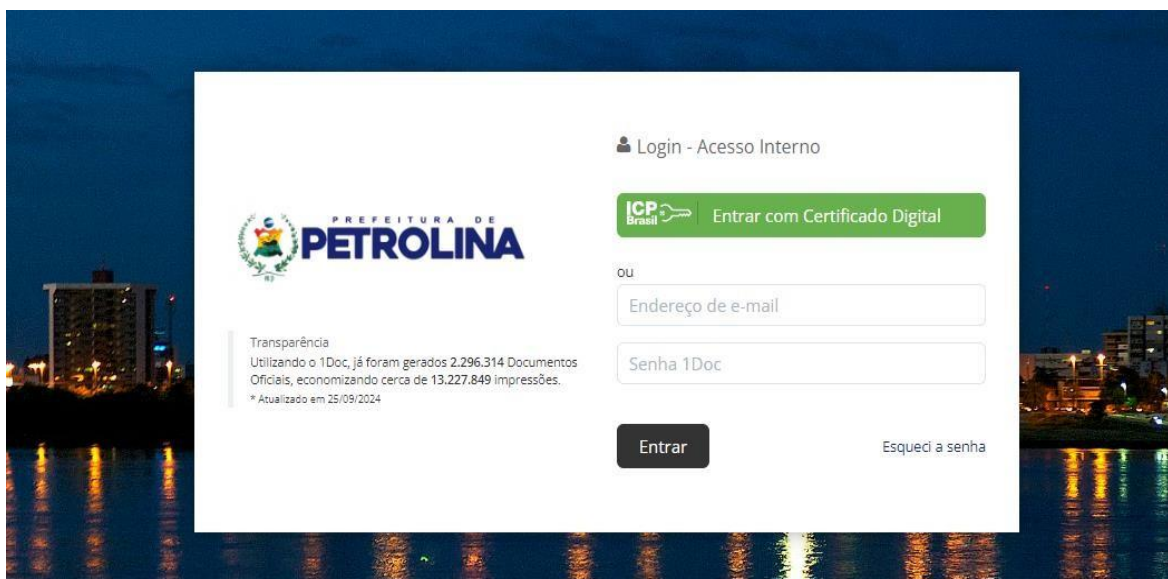 PREFEITURA DE
PETROLINA
Transparência
Utilizando o 1Doc, já foram gerados 2.296.314 Documentos
Oficiais, economizando cerca de 13.227.849 impressões.
* Atualizado em 25/09/2024
Login - Acesso Interno
ICP
Brasil
Entrar com Certificado Digital
ou
Endereço de e-mail
Senha 1Doc
Entrar
Esqueci a senha